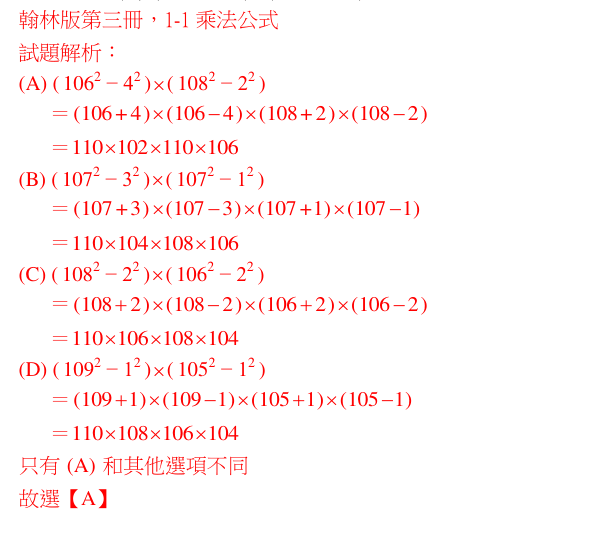 翰林版第三冊，1-1 乘法公式
試題解析：
(A) ( 106² − 4² )×( 108² − 2² )
＝(106+4)×(106−4)×(108+2)×(108−2)
＝110×102×110×106
(B) ( 107² − 3² )×( 107² − 1² )
＝(107+3)×(107−3)×(107+1)×(107−1)
＝110×104×108×106
(C) ( 108² − 2² )×( 106² − 2² )
＝(108+2)×(108−2)×(106+2)×(106−2)
＝110×106×108×104
(D) ( 109² − 1² )×( 105² − 1² )
＝(109+1)×(109−1)×(105+1)×(105−1)
＝110×108×106×104
只有 (A) 和其他選項不同
故選【A】